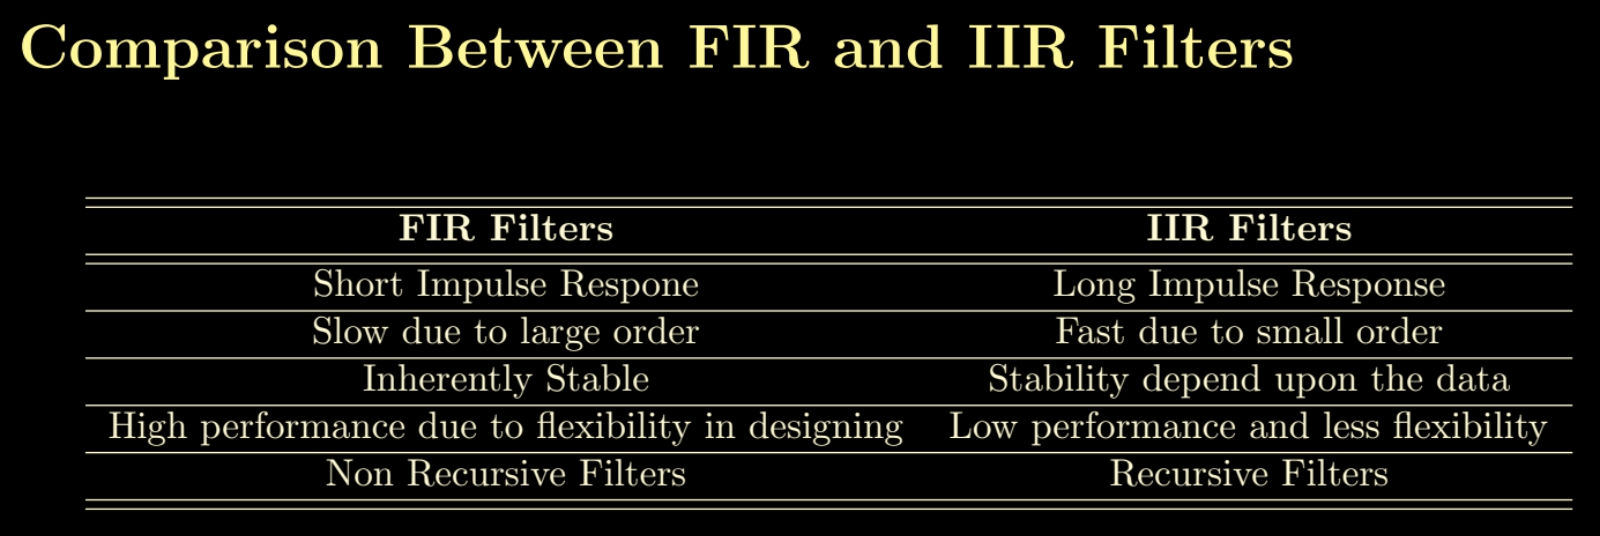 Comparison Between FIR and IIR Filters
FIR Filters IIR Filters
Short Impulse Respone Long Impulse Response
Slow due to large order Fast due to small order
Inherently Stable Stability depend upon the data
High performance due to flexibility in designing Low performance and less flexibility
Non Recursive Filters Recursive Filters